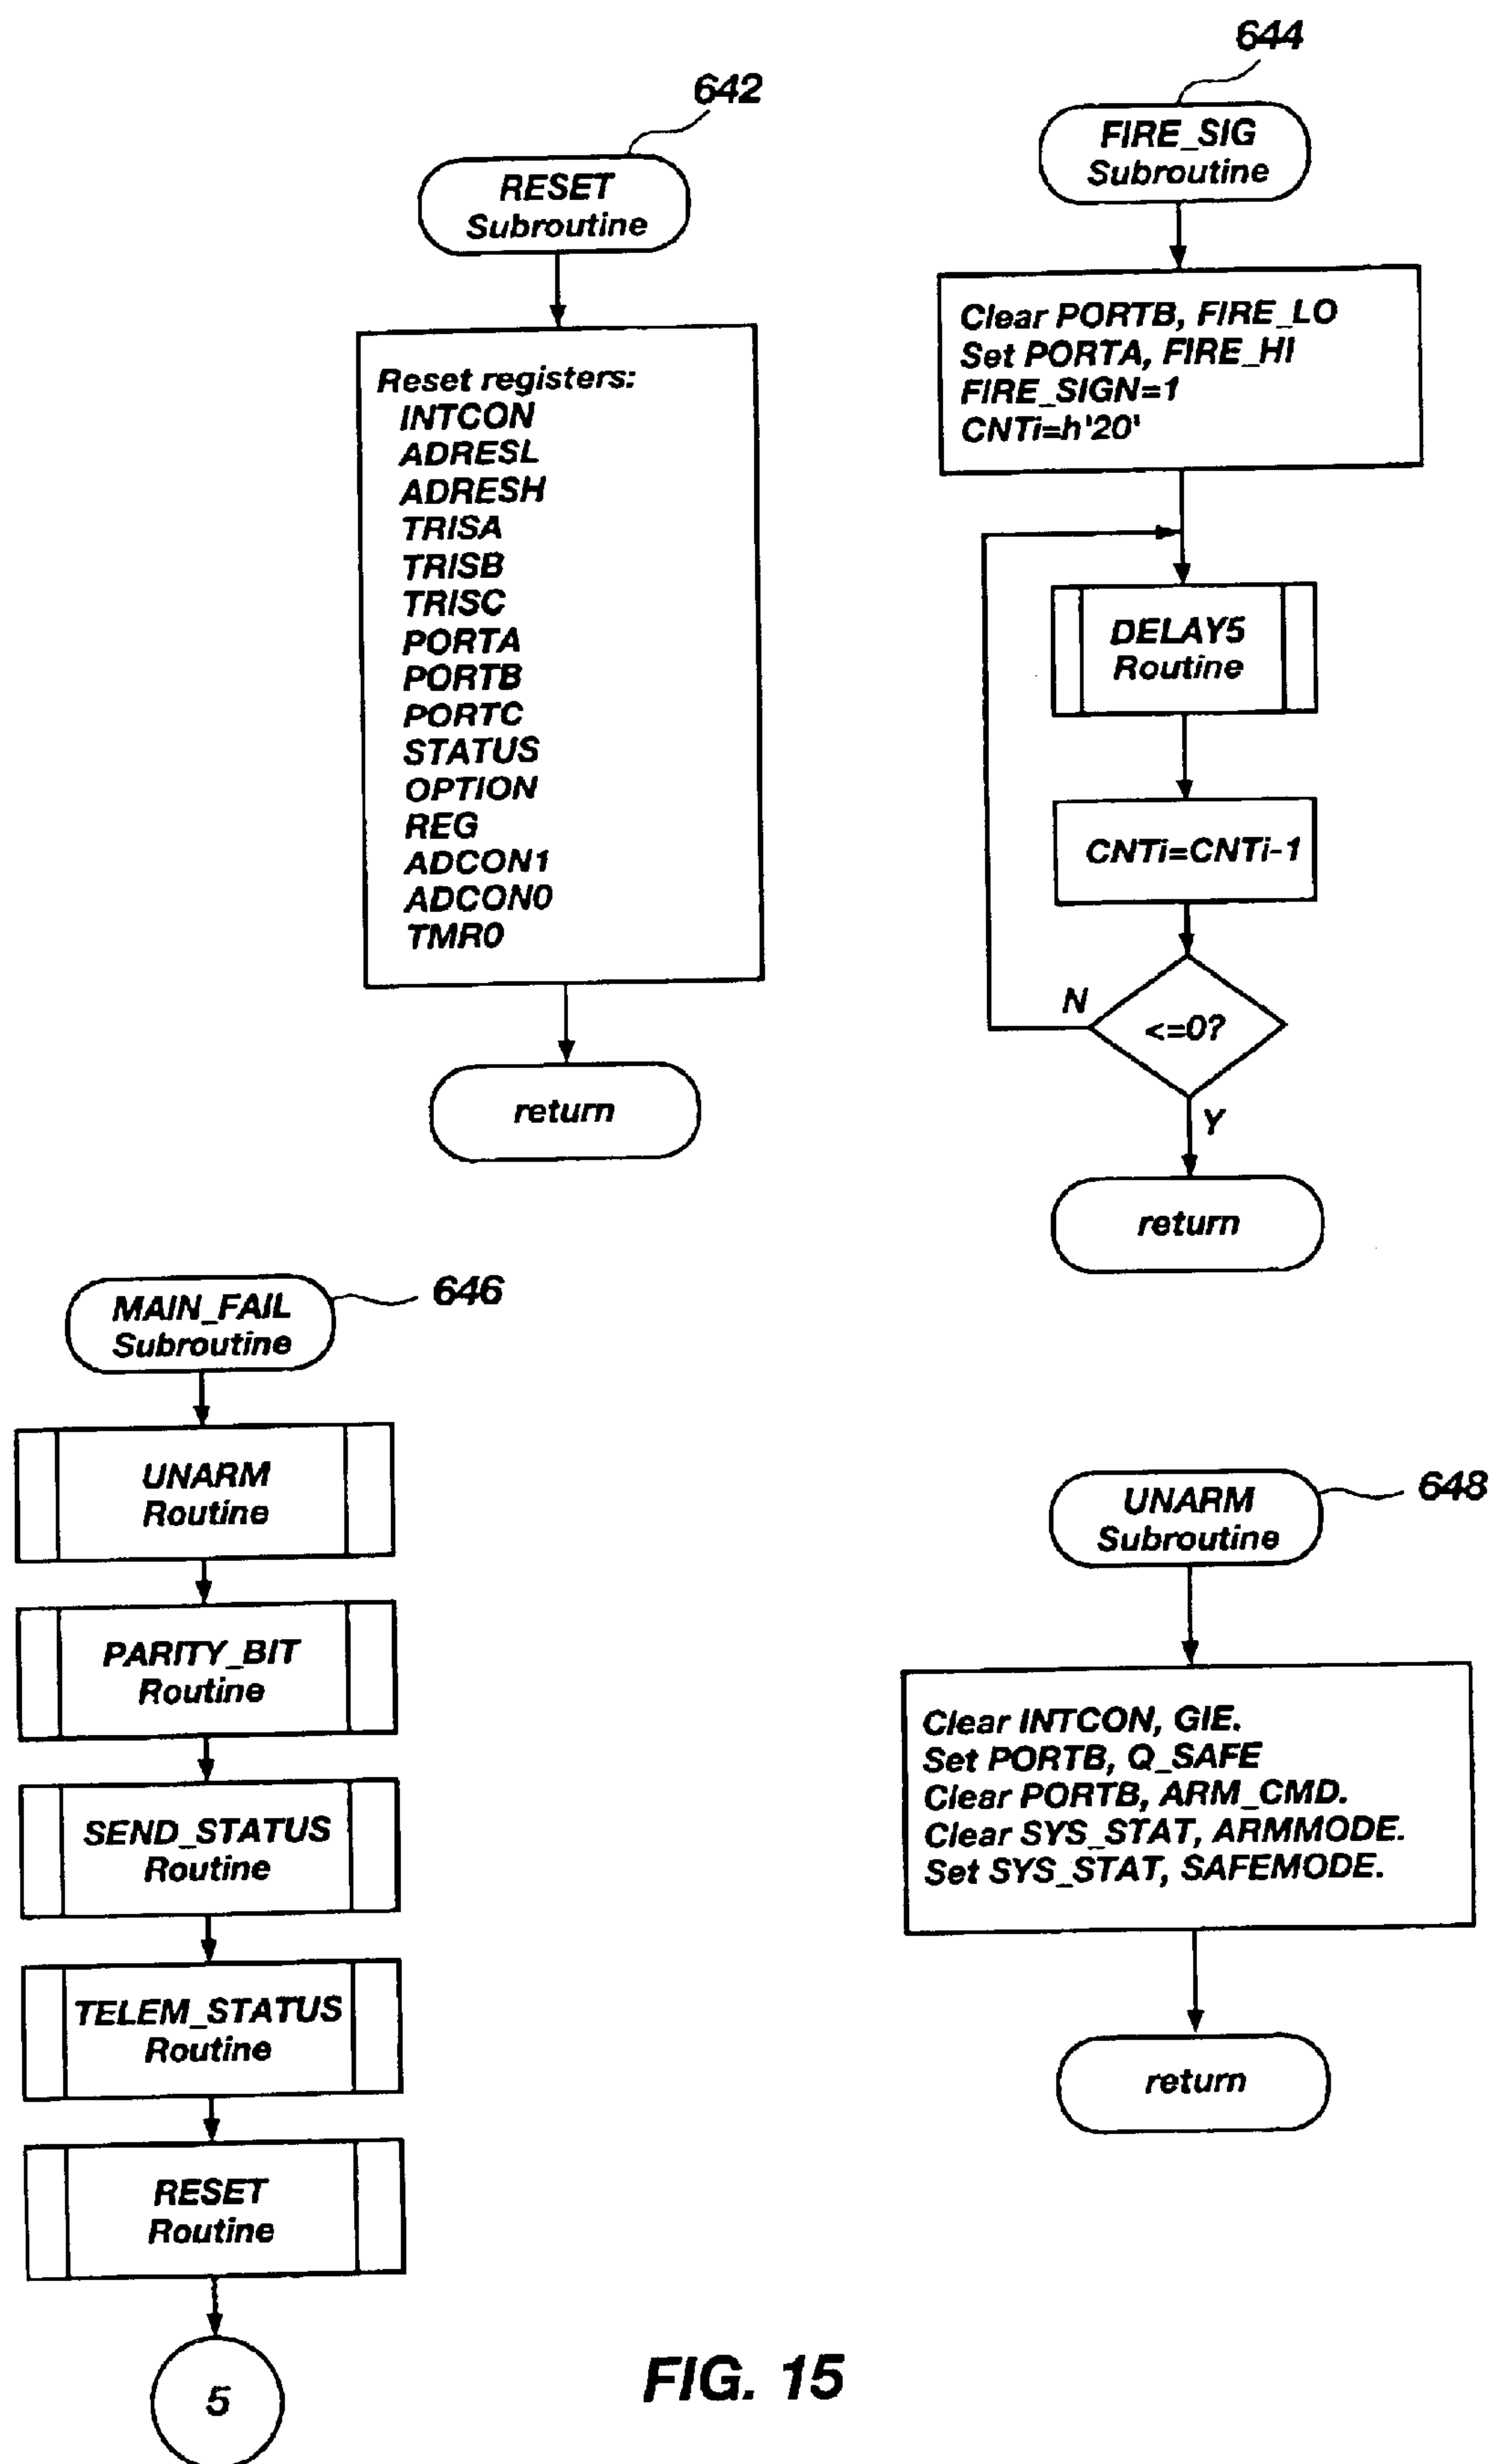 642
RESET
Subroutine
Reset registers:
INTCON
ADRESL
ADRESH
TRISA
TRISB
TRISC
PORTA
PORTB
PORTC
STATUS
OPTION
REG
ADCON1
ADCON0
TMR0
return
644
FIRE_SIG
Subroutine
Clear PORTB, FIRE_LO
Set PORTA, FIRE_HI
FIRE_SIGN=1
CNTi=h'20'
DELAY5
Routine
CNTi=CNTi-1
<=0?
N
Y
return
646
MAIN_FAIL
Subroutine
UNARM
Routine
PARITY_BIT
Routine
SEND_STATUS
Routine
TELEM_STATUS
Routine
RESET
Routine
5
648
UNARM
Subroutine
Clear INTCON, GIE.
Set PORTB, Q_SAFE
Clear PORTB, ARM_CMD.
Clear SYS_STAT, ARMMODE.
Set SYS_STAT, SAFEMODE.
return
FIG. 15